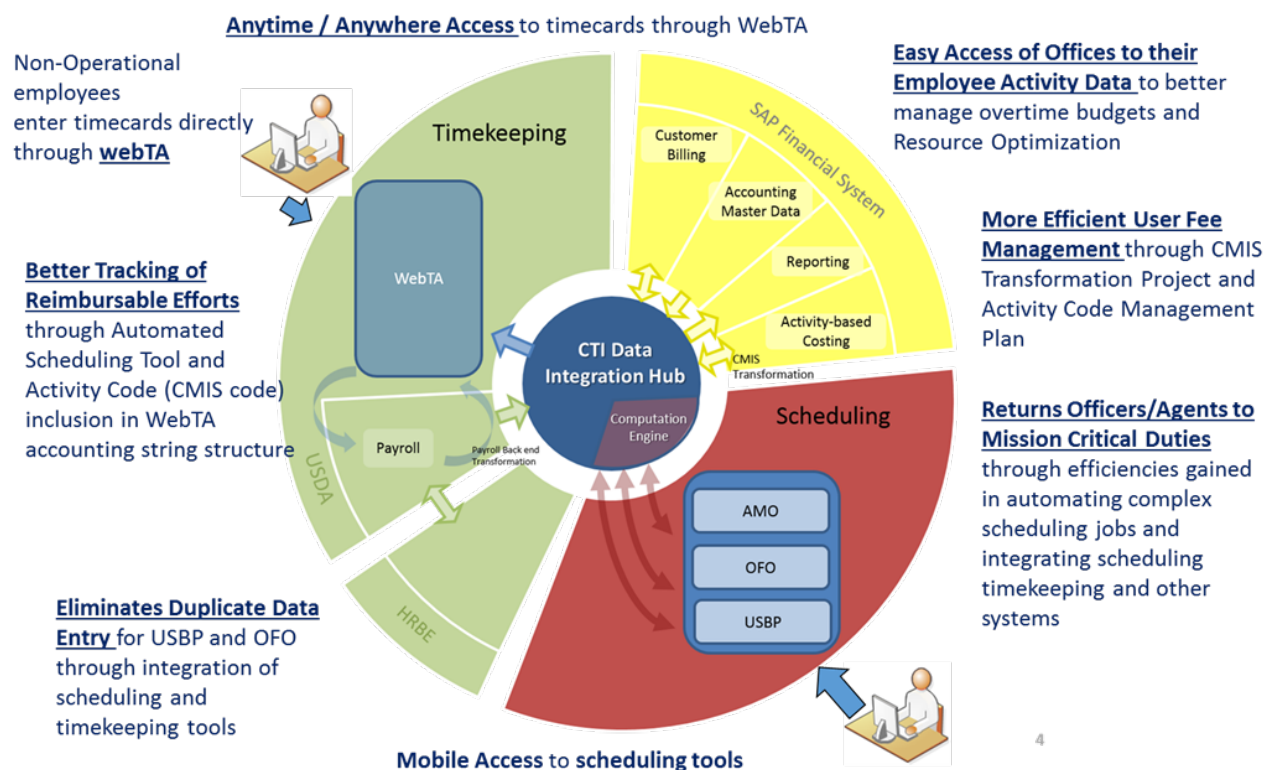 Anytime / Anywhere Access to timecards through WebTA
Non-Operational
employees
enter timecards directly
through webTA
Better Tracking of
Reimbursable Efforts
through Automated
Scheduling Tool and
Activity Code (CMIS code)
inclusion in WebTA
accounting string structure
Eliminates Duplicate Data
Entry for USBP and OFO
through integration of
scheduling and
timekeeping tools
Timekeeping
WebTA
Payroll
Payroll Back end
Transformation
USDA
HRBE
CTI Data
Integration Hub
Computation
Engine
SAP Financial System
Customer
Billing
Accounting
Master Data
Reporting
Activity-based
Costing
CMIS
Transformation
Scheduling
AMO
OFO
USBP
Easy Access of Offices to their
Employee Activity Data to better
manage overtime budgets and
Resource Optimization
More Efficient User Fee
Management through CMIS
Transformation Project and
Activity Code Management
Plan
Returns Officers/Agents to
Mission Critical Duties
through efficiencies gained
in automating complex
scheduling jobs and
integrating scheduling
timekeeping and other
systems
Mobile Access to scheduling tools
4